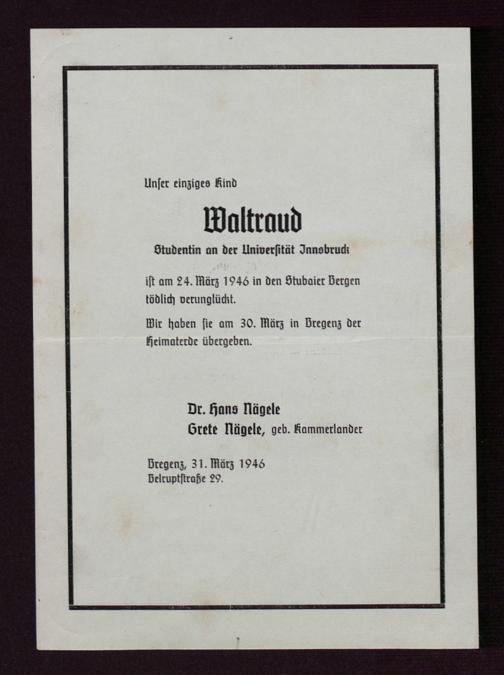 Unser einziges Kind
Waltraud
Studentin an der Universität Innsbruck
ist am 24. März 1946 in den Stubaier Bergen
tödlich verunglückt.
Wir haben sie am 30. März in Bregenz der
Heimaterde übergeben.
Dr. Hans Nägele
Grete Nägele, geb. Kammerlander
Bregenz, 31. März 1946
Belruptstraße 29.